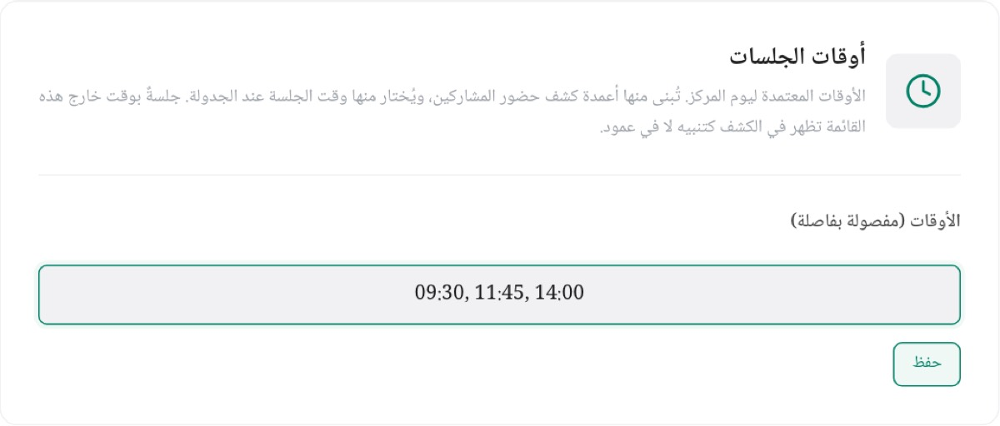 أوقات الجلسات
الأوقات المعتمدة ليوم المركز. تُبنى منها أعمدة كشف حضور المشاركين، ويُختار منها وقت الجلسة عند الجدولة. جلسةٌ بوقت خارج هذه
القائمة تظهر في الكشف كتنبيه لا في عمود.
الأوقات (مفصولة بفاصلة)
09:30, 11:45, 14:00
حفظ